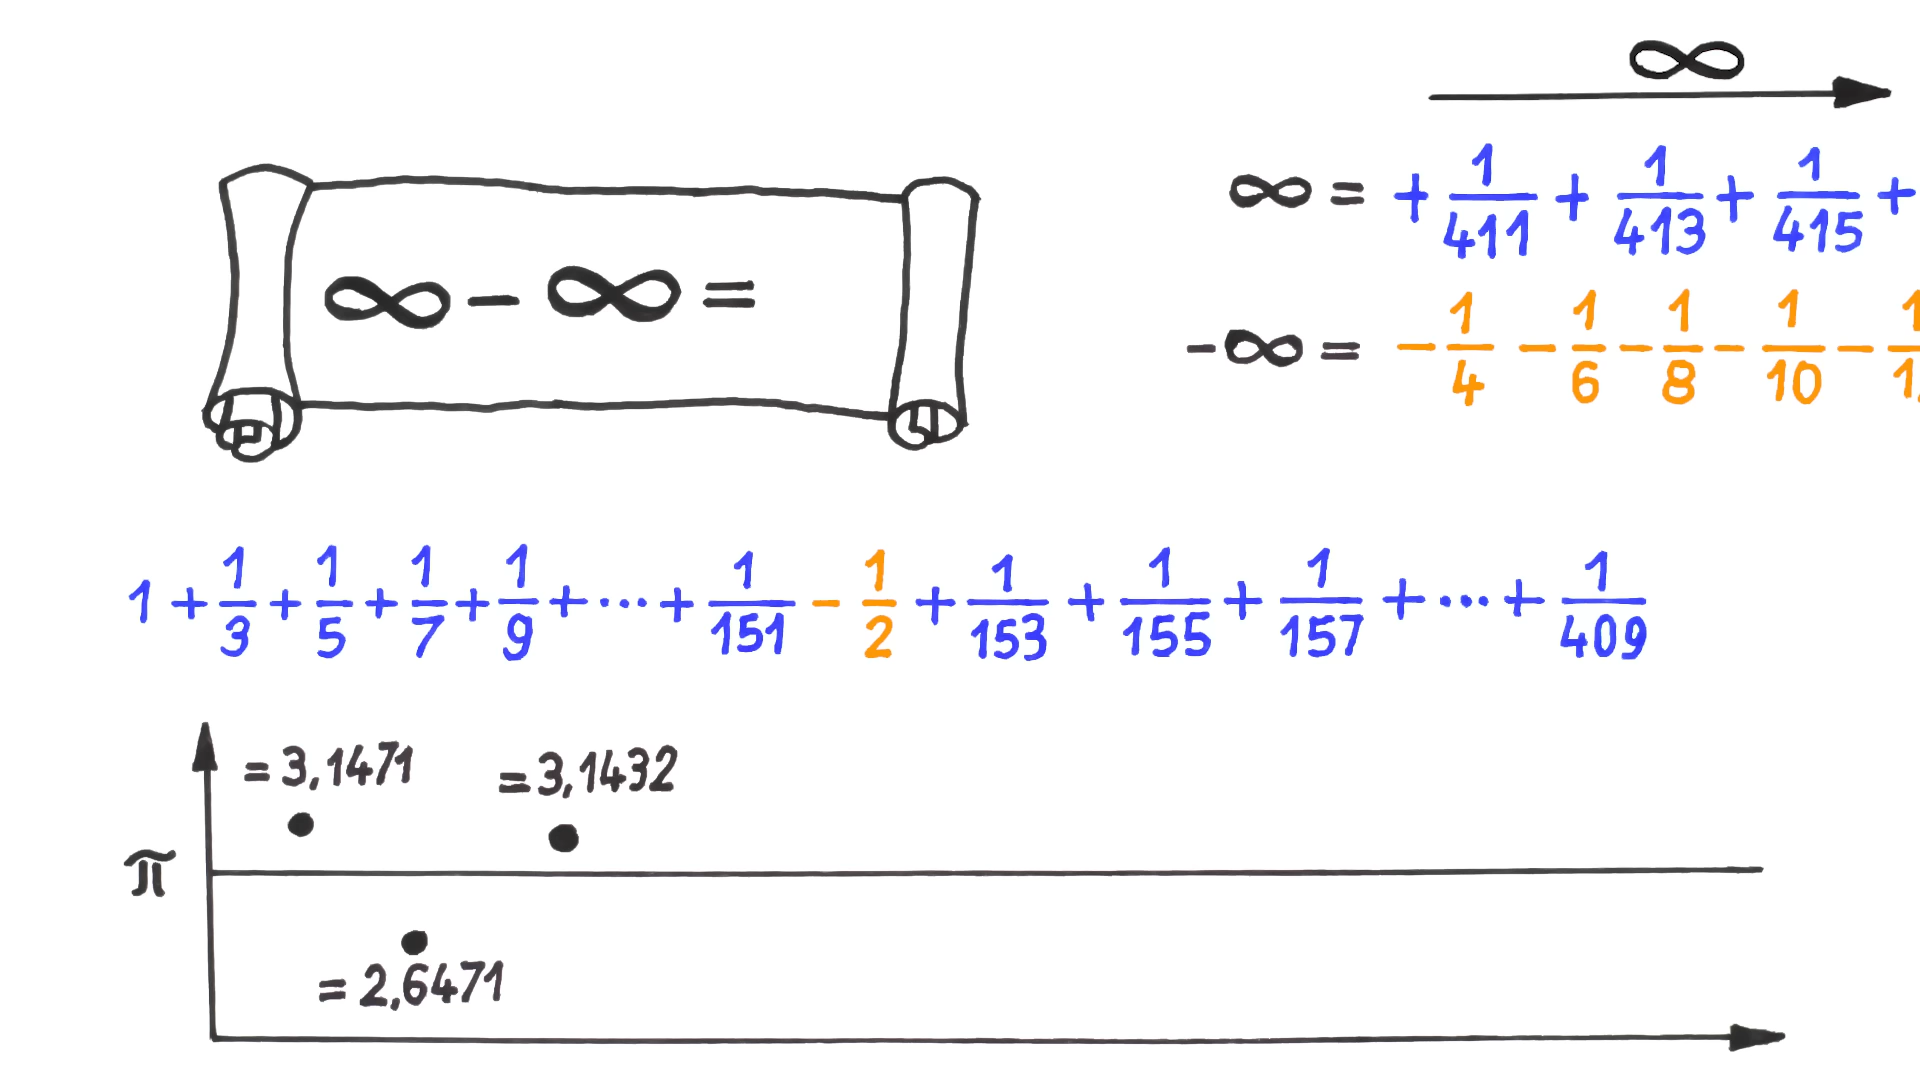 ∞
∞ = + 1/411 + 1/413 + 1/415 +
∞ - ∞ =
-∞ = - 1/4 - 1/6 - 1/8 - 1/10 -
1 + 1/3 + 1/5 + 1/7 + 1/9 + ... + 1/151 - 1/2 + 1/153 + 1/155 + 1/157 + ... + 1/409
= 3,1471
= 3,1432
π
= 2,6471